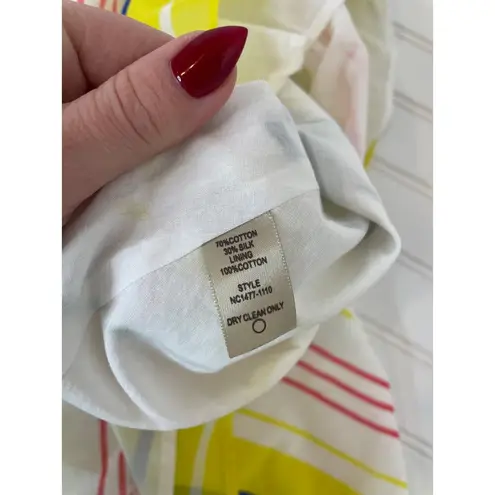 70%COTTON
30% SILK
LINING
100%COTTON
STYLE
NC1477-1110
DRY CLEAN ONLY